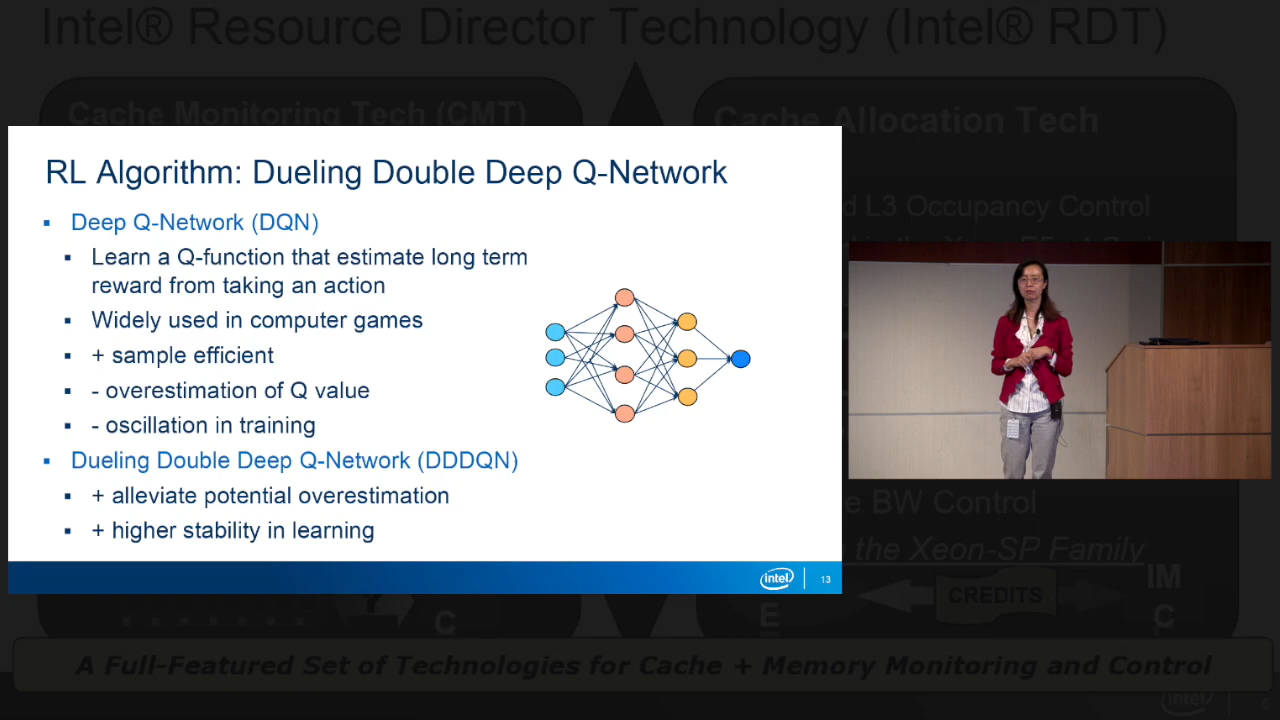 Intel® Resource Director Technology (Intel® RDT)
Cache Monitoring Tech (CMT)
Cache Allocation Tech
RL Algorithm: Dueling Double Deep Q-Network
▪ Deep Q-Network (DQN)
▪ Learn a Q-function that estimate long term
reward from taking an action
▪ Widely used in computer games
▪ + sample efficient
▪ - overestimation of Q value
▪ - oscillation in training
▪ Dueling Double Deep Q-Network (DDDQN)
▪ + alleviate potential overestimation
▪ + higher stability in learning
intel
13
L3 Occupancy Control
BW Control
the Xeon-SP Family
CREDITS
IM
C
E
?
C
A Full-Featured Set of Technologies for Cache + Memory Monitoring and Control
intel